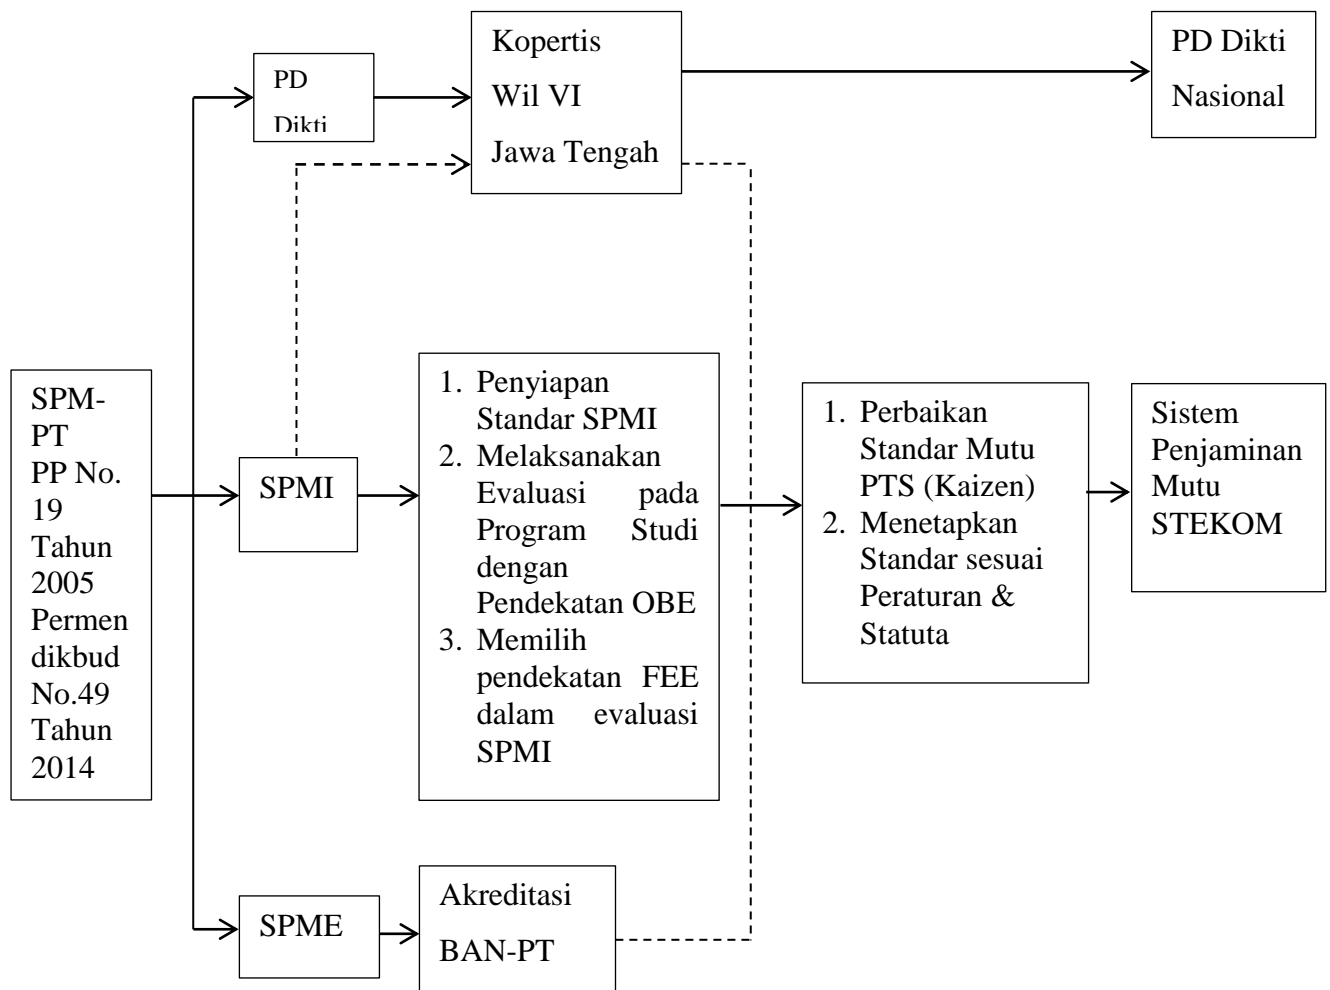 Kopertis
Wil VI
Jawa Tengah
PD Dikti
Nasional
PD
Dikti
SPM-
PT
PP No.
19
Tahun
2005
Permen
dikbud
No.49
Tahun
2014
SPMI
1. Penyiapan
Standar SPMI
2. Melaksanakan
Evaluasi pada
Program Studi
dengan
Pendekatan OBE
3. Memilih
pendekatan FEE
dalam evaluasi
SPMI
1. Perbaikan
Standar Mutu
PTS (Kaizen)
2. Menetapkan
Standar sesuai
Peraturan &
Statuta
Sistem
Penjaminan
Mutu
STEKOM
SPME
Akreditasi
BAN-PT